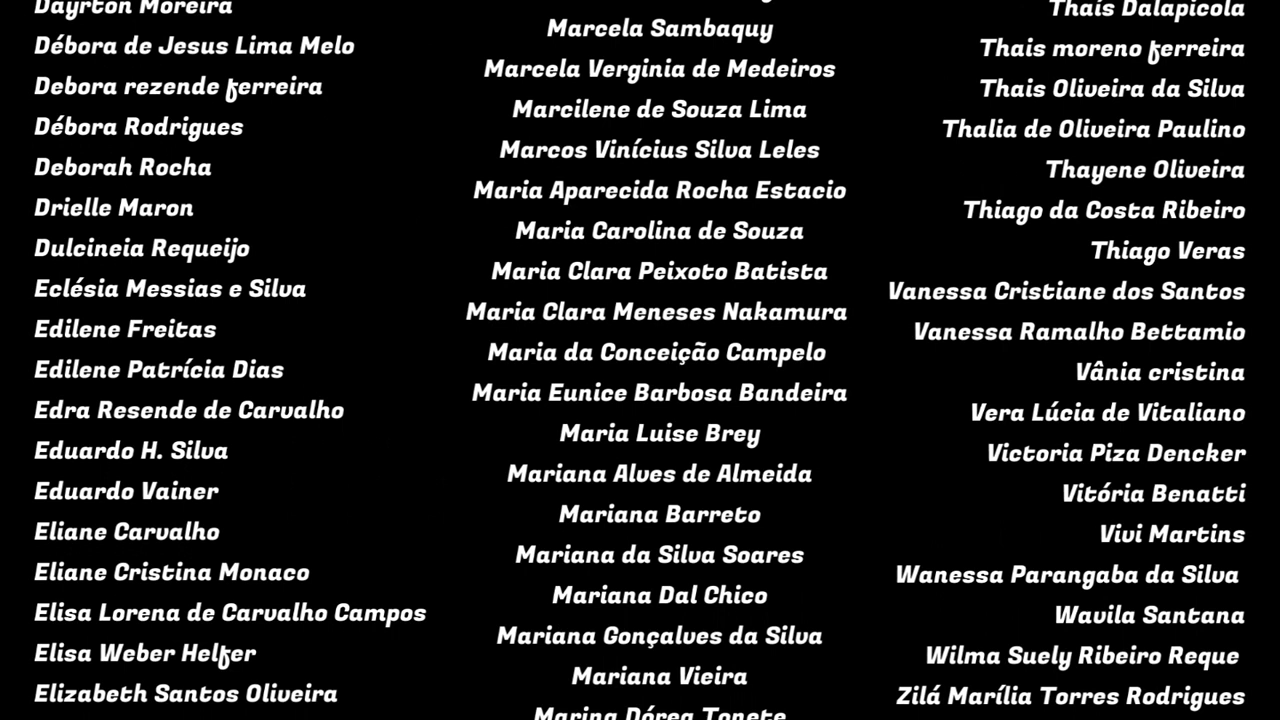 Dayrton Moreira
Débora de Jesus Lima Melo
Debora rezende ferreira
Débora Rodrigues
Deborah Rocha
Drielle Maron
Dulcineia Requeijo
Eclésia Messias e Silva
Edilene Freitas
Edilene Patrícia Dias
Edra Resende de Carvalho
Eduardo H. Silva
Eduardo Vainer
Eliane Carvalho
Eliane Cristina Monaco
Elisa Lorena de Carvalho Campos
Elisa Weber Helfer
Elizabeth Santos Oliveira
Marcela Sambaquy
Marcela Verginia de Medeiros
Marcilene de Souza Lima
Marcos Vinícius Silva Leles
Maria Aparecida Rocha Estacio
Maria Carolina de Souza
Maria Clara Peixoto Batista
Maria Clara Meneses Nakamura
Maria da Conceição Campelo
Maria Eunice Barbosa Bandeira
Maria Luise Brey
Mariana Alves de Almeida
Mariana Barreto
Mariana da Silva Soares
Mariana Dal Chico
Mariana Gonçalves da Silva
Mariana Vieira
Marina Dórea Tonete
Thaís Dalapicola
Thais moreno ferreira
Thais Oliveira da Silva
Thalia de Oliveira Paulino
Thayene Oliveira
Thiago da Costa Ribeiro
Thiago Veras
Vanessa Cristiane dos Santos
Vanessa Ramalho Bettamio
Vânia cristina
Vera Lúcia de Vitaliano
Victoria Piza Dencker
Vitória Benatti
Vivi Martins
Wanessa Parangaba da Silva
Wavila Santana
Wilma Suely Ribeiro Reque
Zilá Marília Torres Rodrigues